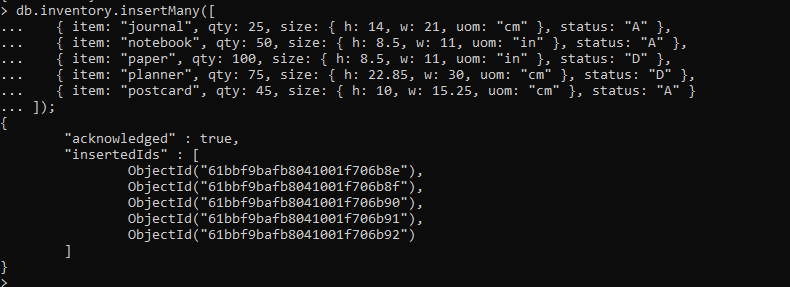 > db.inventory.insertMany([
...    { item: "journal", qty: 25, size: { h: 14, w: 21, uom: "cm" }, status: "A" },
...    { item: "notebook", qty: 50, size: { h: 8.5, w: 11, uom: "in" }, status: "A" },
...    { item: "paper", qty: 100, size: { h: 8.5, w: 11, uom: "in" }, status: "D" },
...    { item: "planner", qty: 75, size: { h: 22.85, w: 30, uom: "cm" }, status: "D" },
...    { item: "postcard", qty: 45, size: { h: 10, w: 15.25, uom: "cm" }, status: "A" }
... ]);
{
        "acknowledged" : true,
        "insertedIds" : [
                ObjectId("61bbf9bafb8041001f706b8e"),
                ObjectId("61bbf9bafb8041001f706b8f"),
                ObjectId("61bbf9bafb8041001f706b90"),
                ObjectId("61bbf9bafb8041001f706b91"),
                ObjectId("61bbf9bafb8041001f706b92")
        ]
}
>